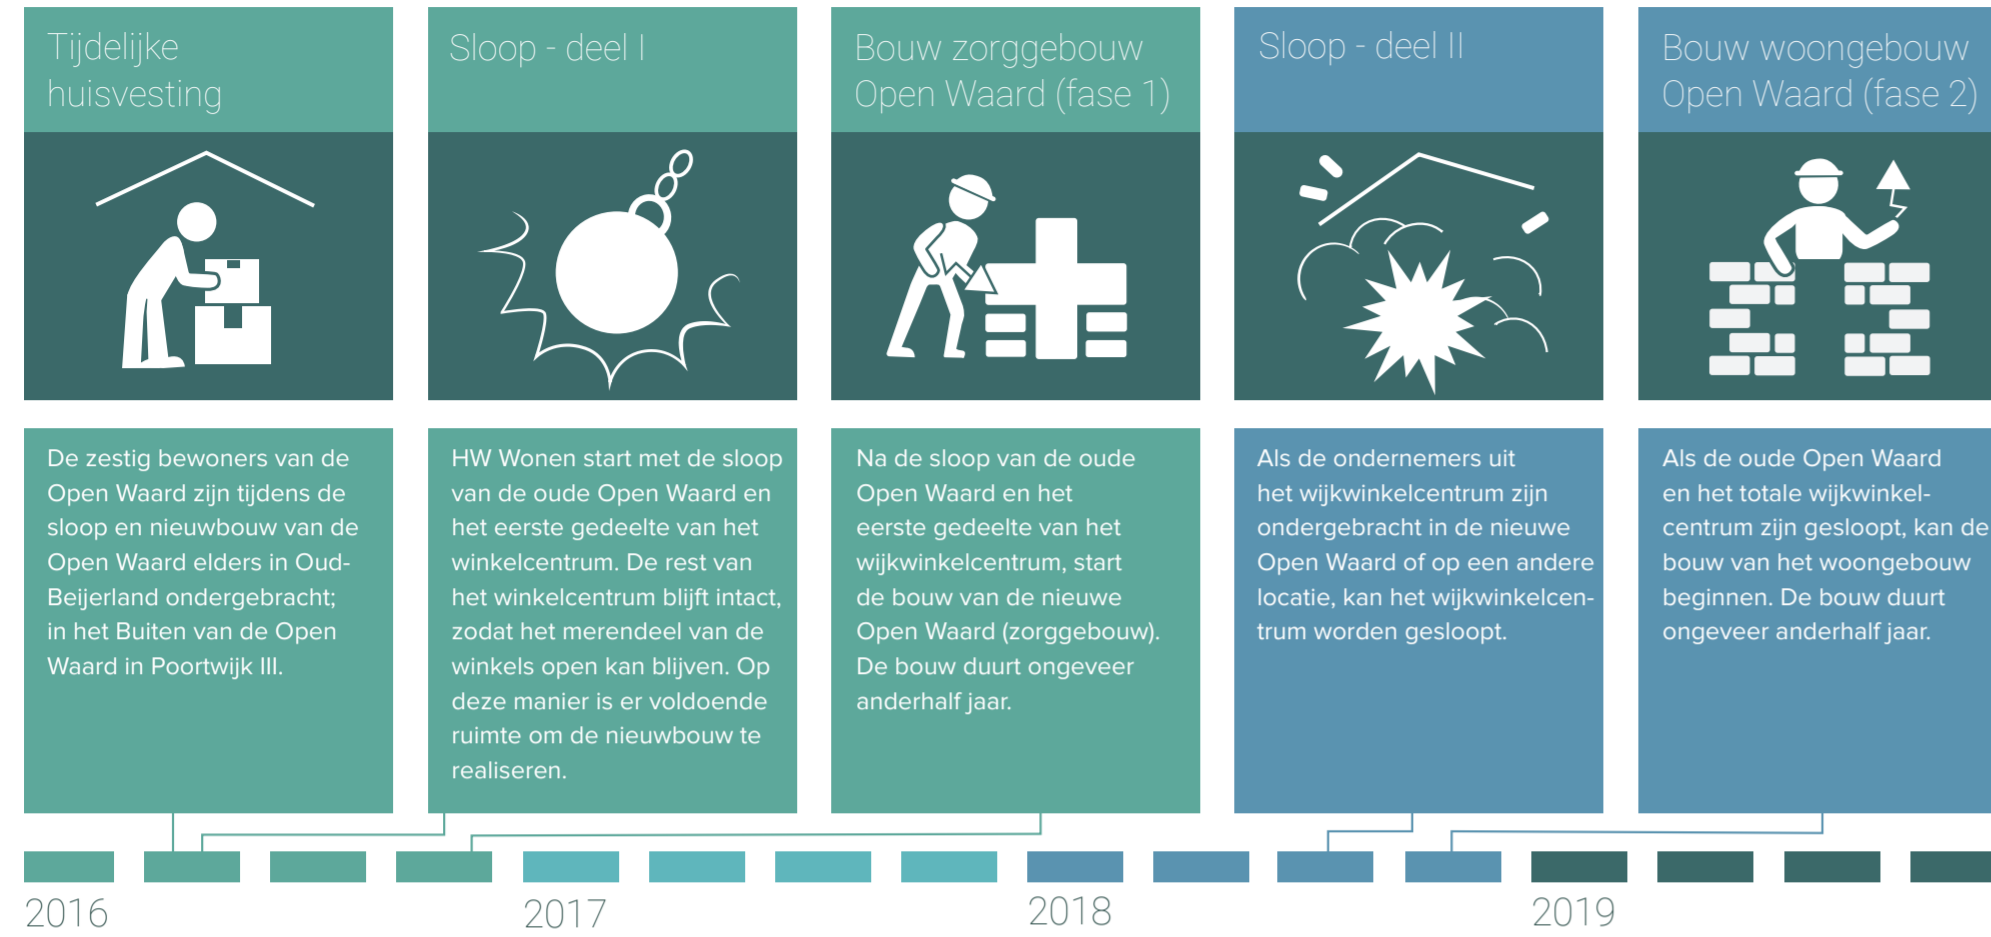 Tijdelijke
huisvesting
De zestig bewoners van de
Open Waard zijn tijdens de
sloop en nieuwbouw van de
Open Waard elders in Oud-
Beijerland ondergebracht;
in het Buiten van de Open
Waard in Poortwijk III.
Sloop - deel I
HW Wonen start met de sloop
van de oude Open Waard en
het eerste gedeelte van het
winkelcentrum. De rest van
het winkelcentrum blijft intact,
zodat het merendeel van de
winkels open kan blijven. Op
deze manier is er voldoende
ruimte om de nieuwbouw te
realiseren.
Bouw zorggebouw
Open Waard (fase 1)
Na de sloop van de oude
Open Waard en het
eerste gedeelte van het
wijkwinkelcentrum, start
de bouw van de nieuwe
Open Waard (zorggebouw).
De bouw duurt ongeveer
anderhalf jaar.
Sloop - deel II
Als de ondernemers uit
het wijkwinkelcentrum zijn
ondergebracht in de nieuwe
Open Waard of op een andere
locatie, kan het wijkwinkelcen-
trum worden gesloopt.
Bouw woongebouw
Open Waard (fase 2)
Als de oude Open Waard
en het totale wijkwinkel-
centrum zijn gesloopt, kan de
bouw van het woongebouw
beginnen. De bouw duurt
ongeveer anderhalf jaar.
2016
2017
2018
2019